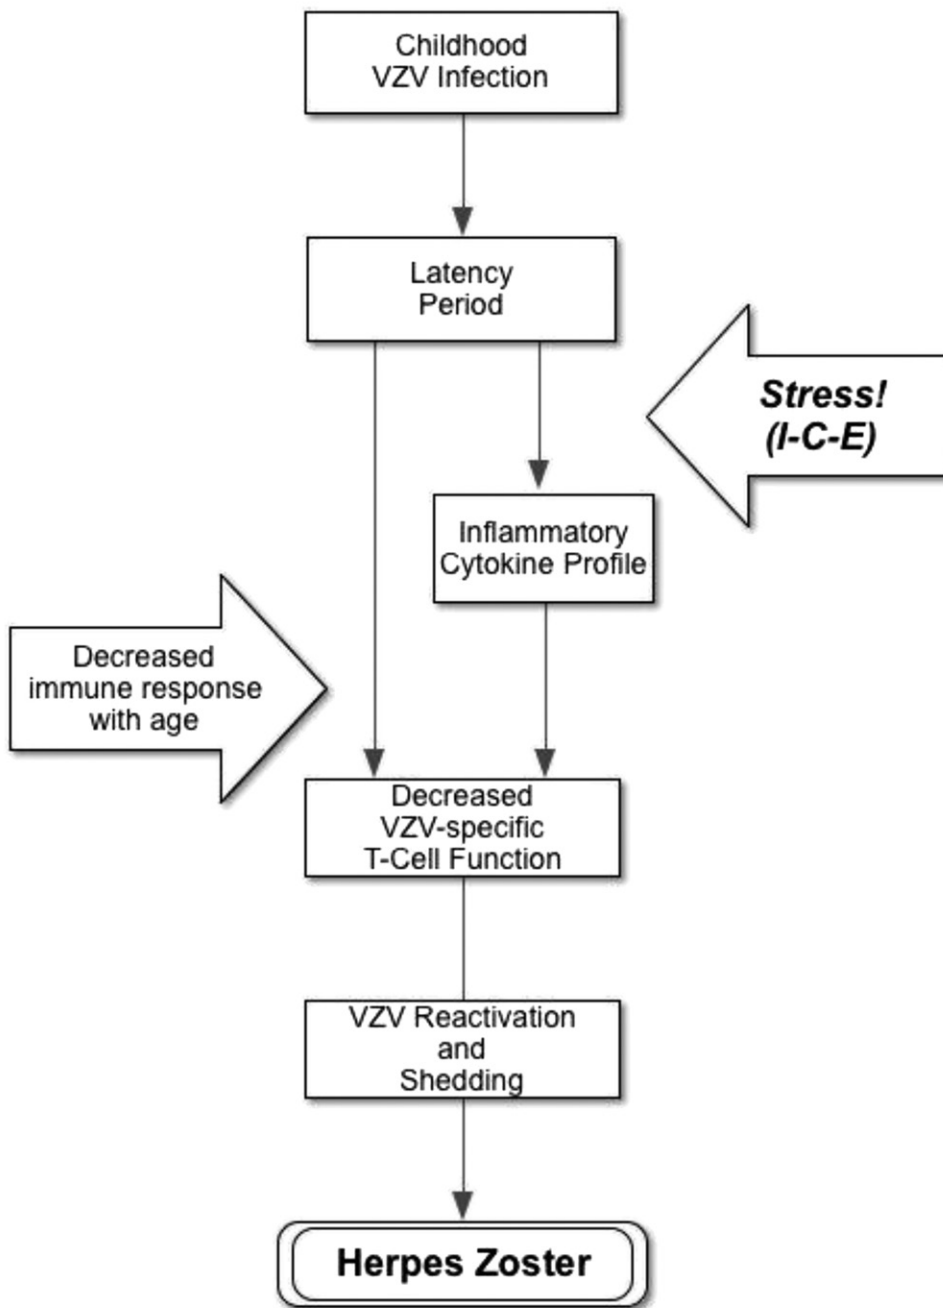 Childhood
VZV Infection
Latency
Period
Stress!
(I-C-E)
Inflammatory
Cytokine Profile
Decreased
immune response
with age
Decreased
VZV-specific
T-Cell Function
VZV Reactivation
and
Shedding
Herpes Zoster